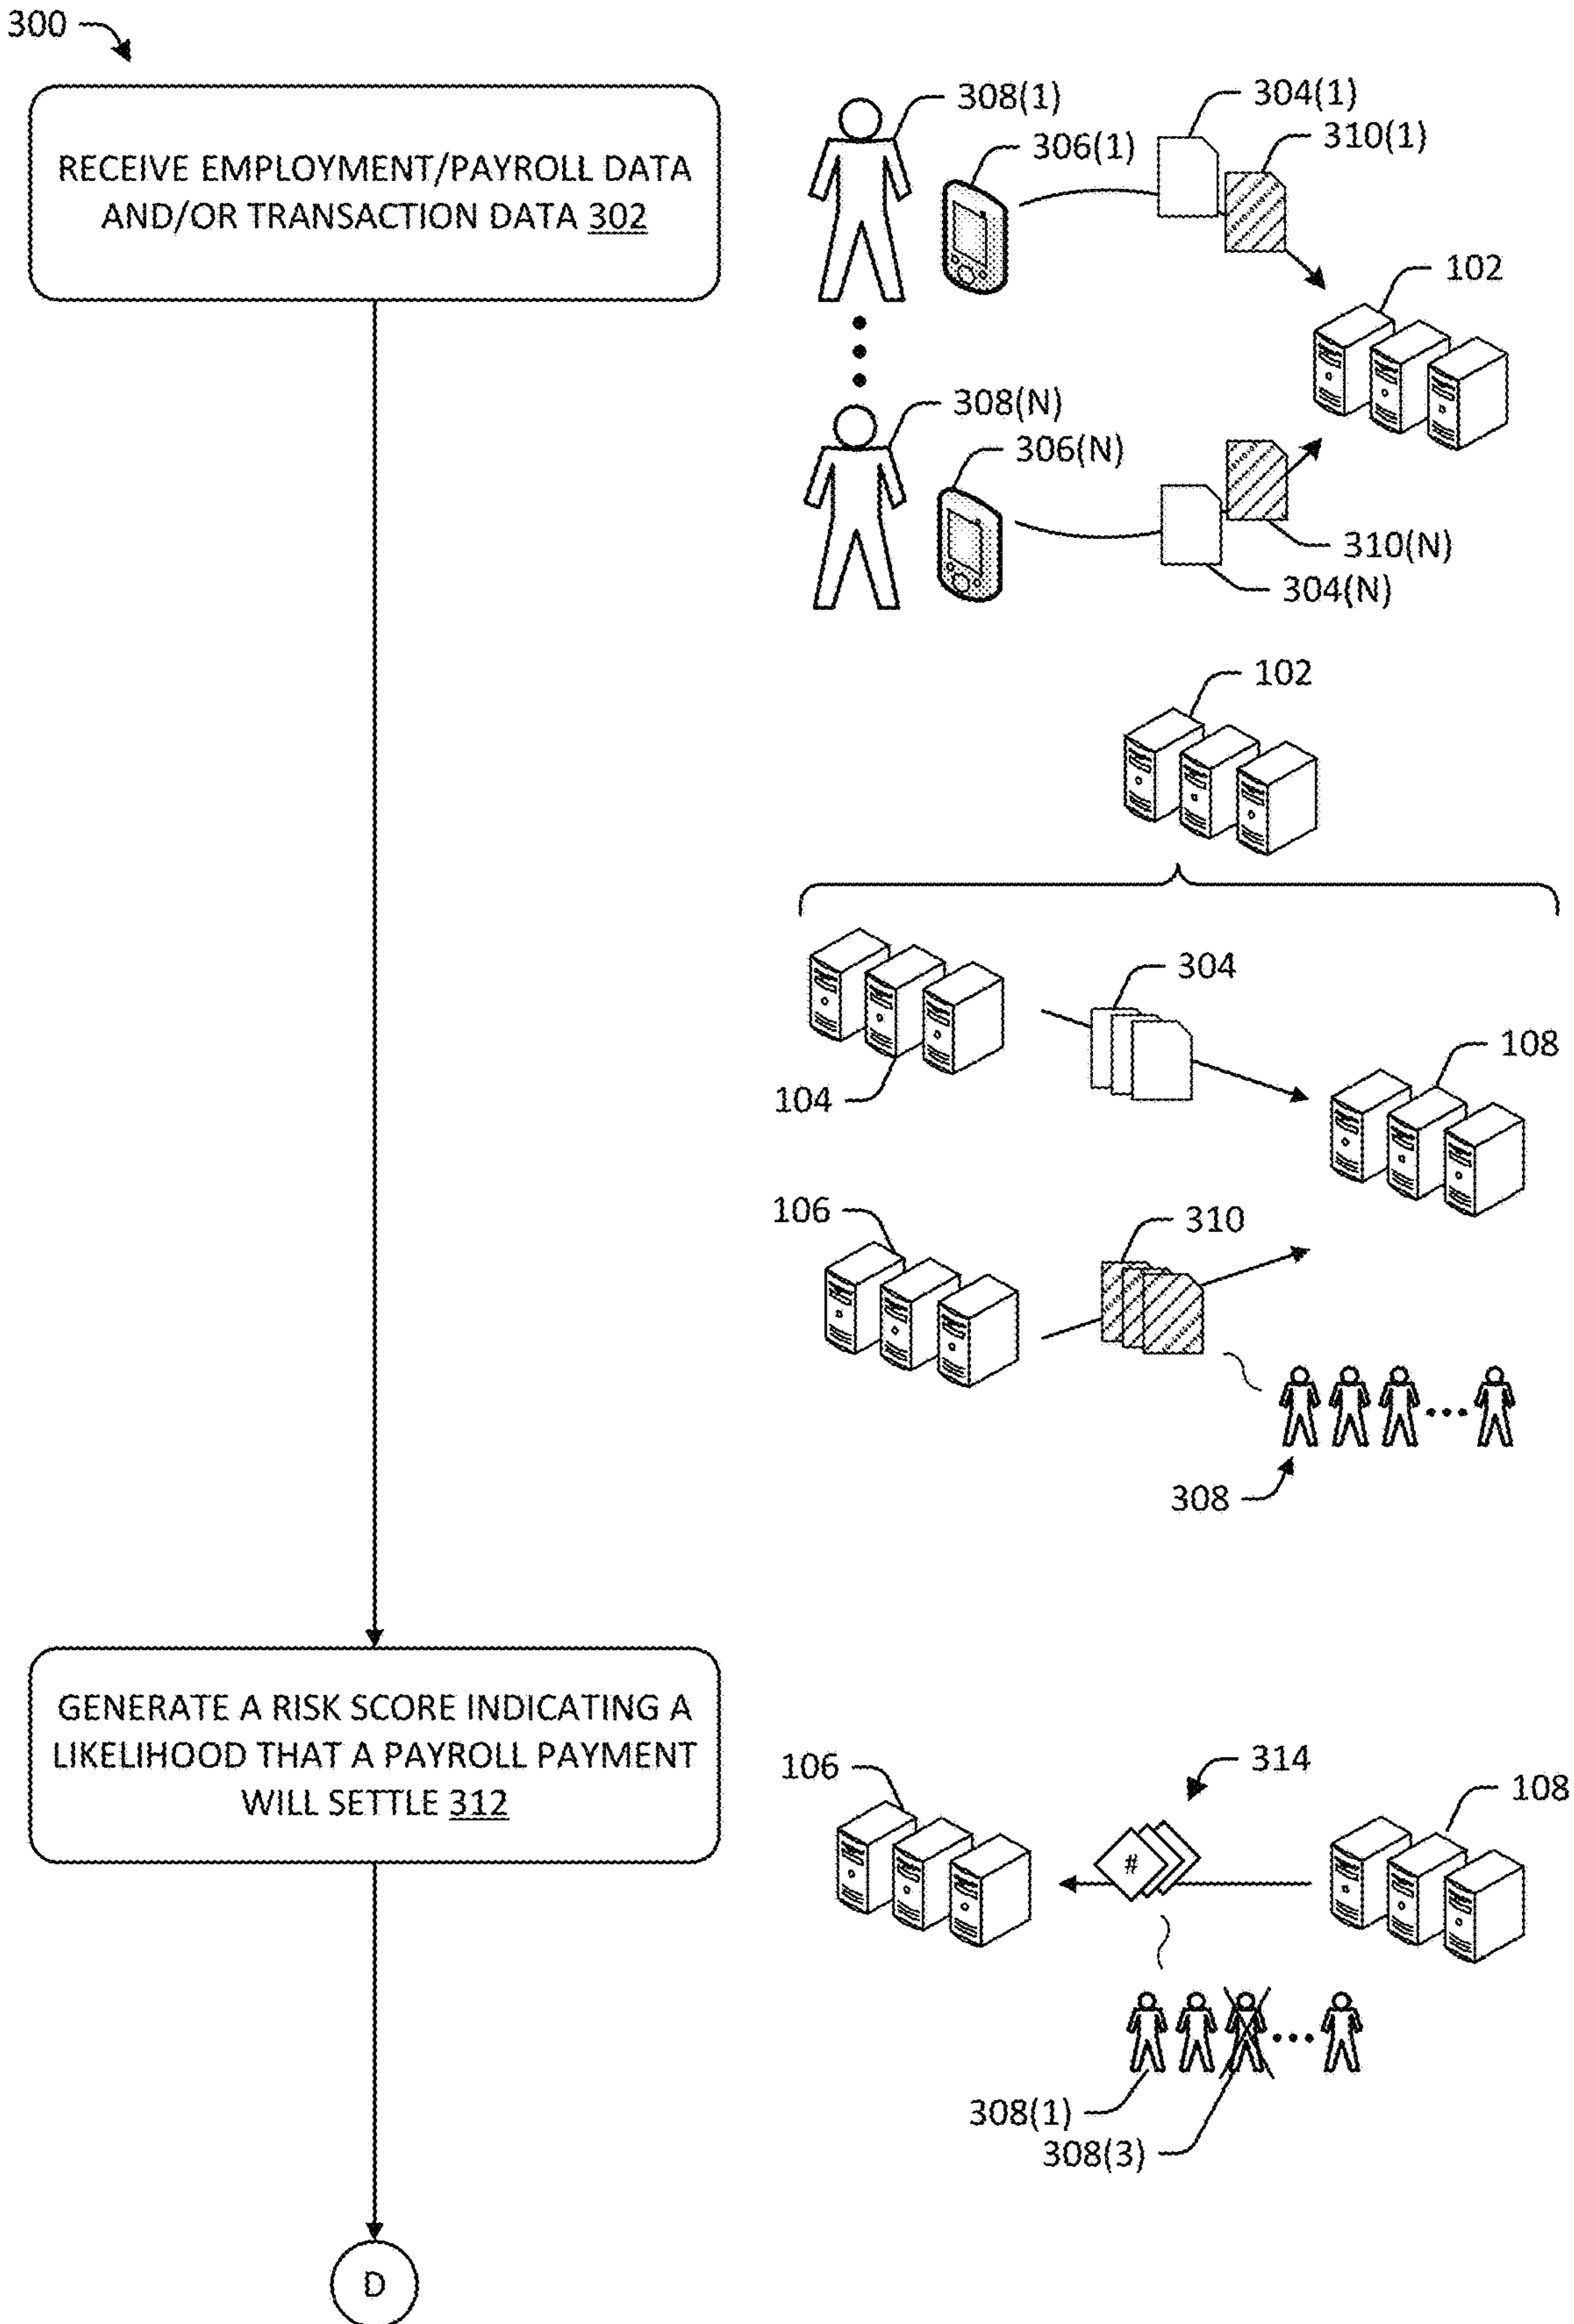 300
RECEIVE EMPLOYMENT/PAYROLL DATA
AND/OR TRANSACTION DATA 302
308(1)
304(1)
306(1)
310(1)
102
308(N)
306(N)
310(N)
304(N)
102
304
104
108
106
310
308
GENERATE A RISK SCORE INDICATING A
LIKELIHOOD THAT A PAYROLL PAYMENT
WILL SETTLE 312
106
314
108
#
308(1)
308(3)
D